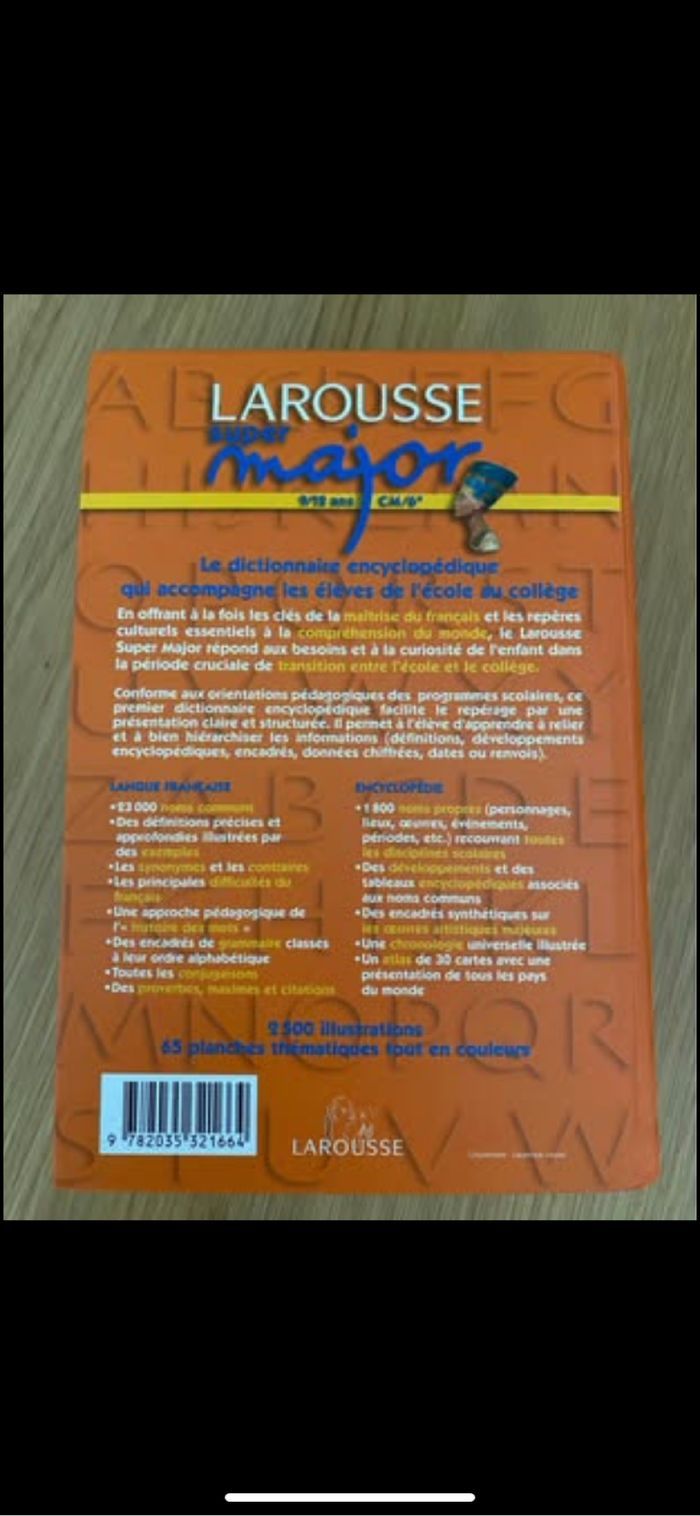 A B C D E F G
LAROUSSE
super
major
9/12 ans CM/6e
Le dictionnaire encyclopédique
qui accompagne les élèves de l'école au collège
En offrant à la fois les clés de la maîtrise du français et les repères
culturels essentiels à la compréhension du monde, le Larousse
Super Major répond aux besoins et à la curiosité de l'enfant dans
la période cruciale de transition entre l'école et le collège.
Conforme aux orientations pédagogiques des programmes scolaires, ce
premier dictionnaire encyclopédique facilite le repérage par une
présentation claire et structurée. Il permet à l'élève d'apprendre à relier
et à bien hiérarchiser les informations (définitions, développements
encyclopédiques, encadrés, données chiffrées, dates ou renvois).
LANGUE FRANÇAISE
•23 000 noms communs
•Des définitions précises et
approfondies illustrées par
des exemples
•Les synonymes et les contraires
•Les principales difficultés du
français
•Une approche pédagogique de
l'« histoire des mots »
•Des encadrés de grammaire classés
à leur ordre alphabétique
•Toutes les conjugaisons
•Des proverbes, maximes et citations
ENCYCLOPÉDIE
•1 800 noms propres (personnages,
lieux, œuvres, événements,
périodes, etc.) recouvrant toutes
les disciplines scolaires
•Des développements et des
tableaux encyclopédiques associés
aux noms communs
•Des encadrés synthétiques sur
les œuvres artistiques majeures
•Une chronologie universelle illustrée
•Un atlas de 30 cartes avec une
présentation de tous les pays
du monde
M N O P Q R
2 500 illustrations
65 planches thématiques tout en couleurs
S T U V W
9 782035 321664
LAROUSSE